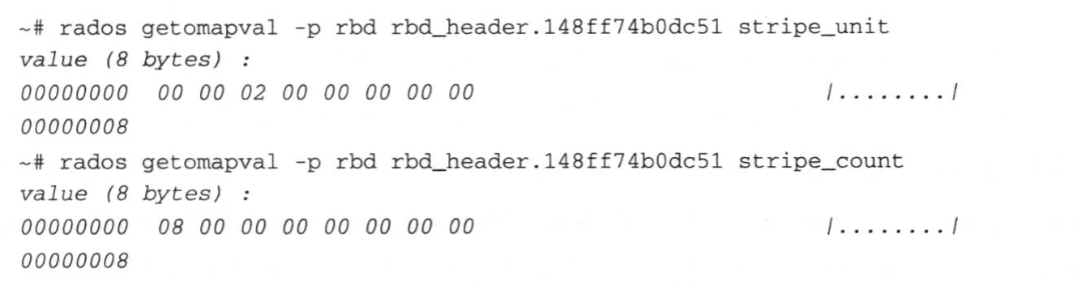 ~# rados getomapval -p rbd rbd_header.148ff74b0dc51 stripe_unit
value (8 bytes) :
00000000  00 00 02 00 00 00 00 00                                  |........|
00000008
~# rados getomapval -p rbd rbd_header.148ff74b0dc51 stripe_count
value (8 bytes) :
00000000  08 00 00 00 00 00 00 00                                  |........|
00000008